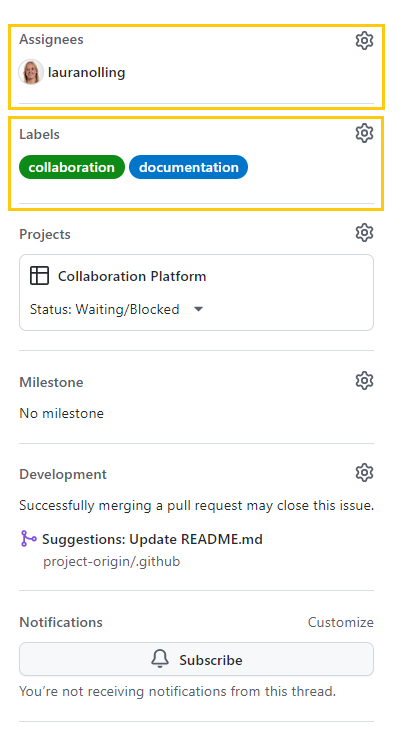 Assignees
lauranolling
Labels
collaboration documentation
Projects
Collaboration Platform
Status: Waiting/Blocked
Milestone
No milestone
Development
Successfully merging a pull request may close this issue.
Suggestions: Update README.md
project-origin/.github
Notifications Customize
Subscribe
You’re not receiving notifications from this thread.